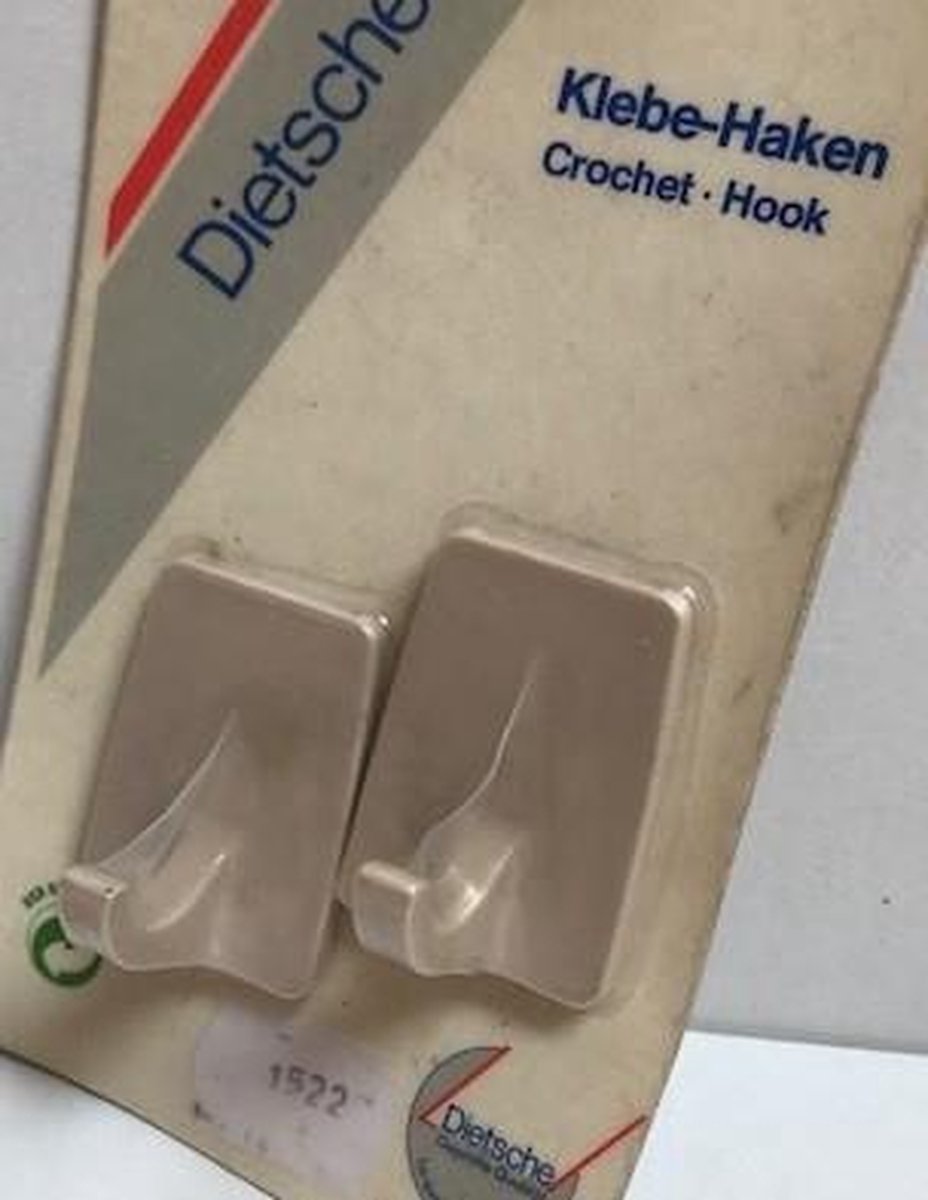 Dietsche
Klebe-Haken
Crochet · Hook
1522
Dietsche